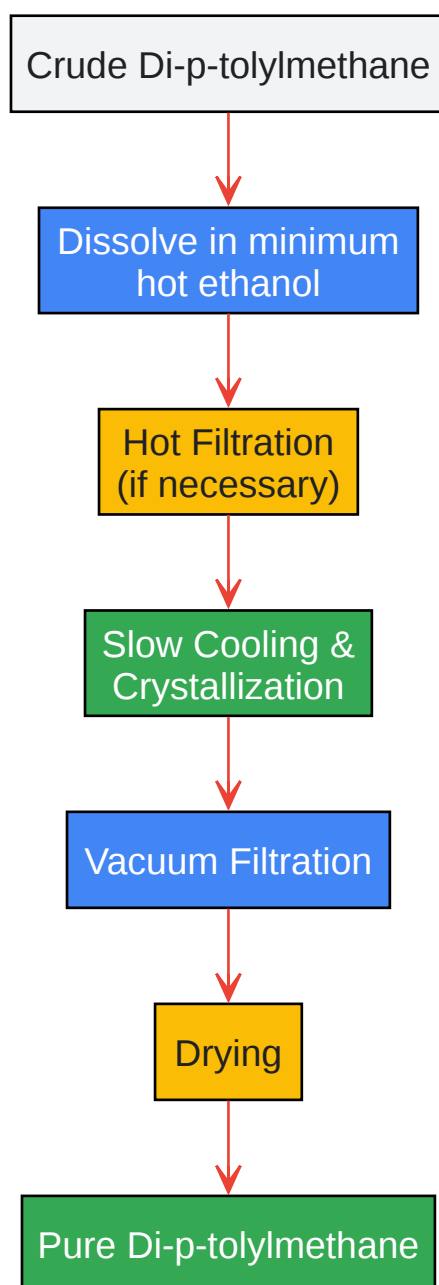 Crude Di-p-tolylmethane
Dissolve in minimum
hot ethanol
Hot Filtration
(if necessary)
Slow Cooling &
Crystallization
Vacuum Filtration
Drying
Pure Di-p-tolylmethane